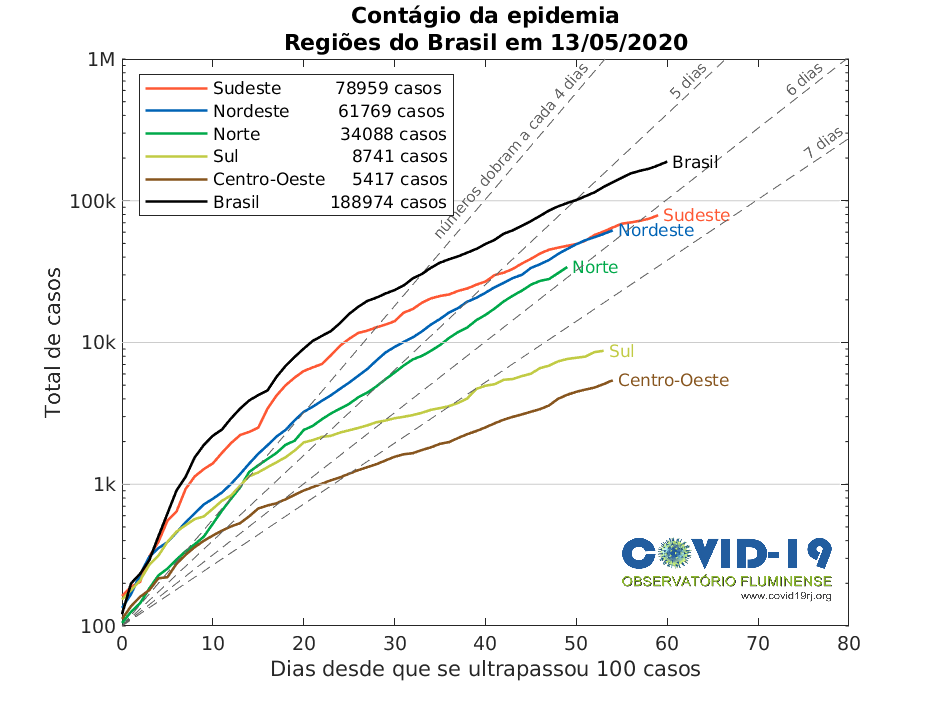 Contágio da epidemia
Regiões do Brasil em 13/05/2020
Sudeste 78959 casos
Nordeste 61769 casos
Norte 34088 casos
Sul 8741 casos
Centro-Oeste 5417 casos
Brasil 188974 casos
números dobram a cada 4 dias
5 dias
6 dias
7 dias
Brasil
Sudeste
Nordeste
Norte
Sul
Centro-Oeste
1M
100k
10k
1k
100
Total de casos
0 10 20 30 40 50 60 70 80
Dias desde que se ultrapassou 100 casos
COVID-19
OBSERVATÓRIO FLUMINENSE
www.covid19rj.org